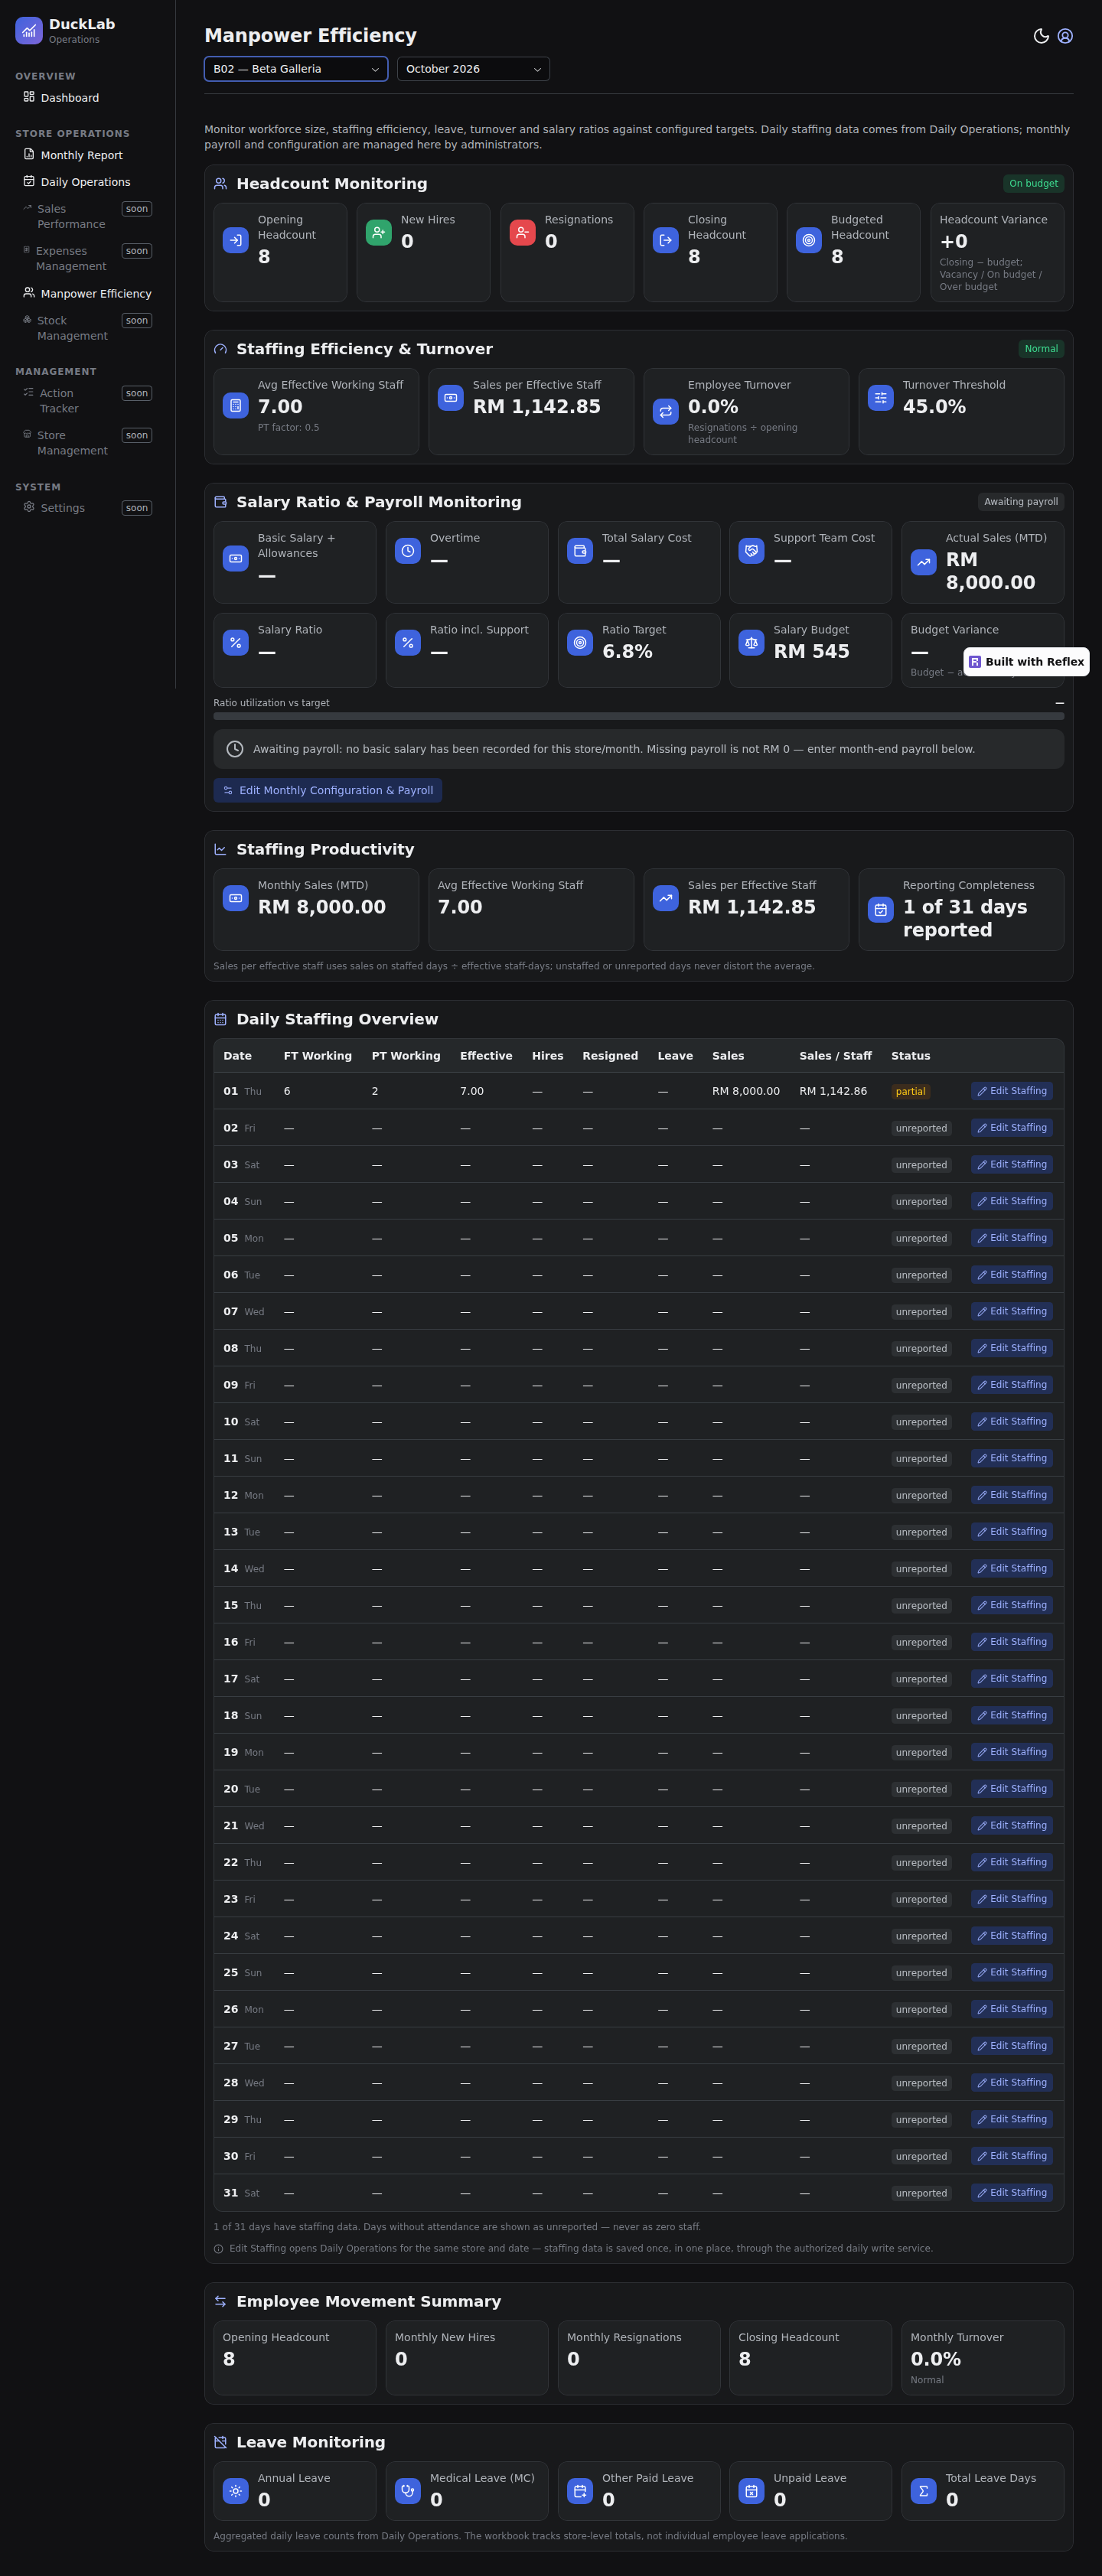 DuckLab
Operations
OVERVIEW
Dashboard
STORE OPERATIONS
Monthly Report
Daily Operations
Sales Performance soon
Expenses Management soon
Manpower Efficiency
Stock Management soon
MANAGEMENT
Action Tracker soon
Store Management soon
SYSTEM
Settings soon
Manpower Efficiency
B02 — Beta Galleria October 2026
Monitor workforce size, staffing efficiency, leave, turnover and salary ratios against configured targets. Daily staffing data comes from Daily Operations; monthly
payroll and configuration are managed here by administrators.
Headcount Monitoring On budget
Opening Headcount
8
New Hires
0
Resignations
0
Closing Headcount
8
Budgeted Headcount
8
Headcount Variance
+0
Closing − budget;
Vacancy / On budget /
Over budget
Staffing Efficiency & Turnover Normal
Avg Effective Working Staff
7.00
PT factor: 0.5
Sales per Effective Staff
RM 1,142.85
Employee Turnover
0.0%
Resignations ÷ opening
headcount
Turnover Threshold
45.0%
Salary Ratio & Payroll Monitoring Awaiting payroll
Basic Salary +
Allowances
—
Overtime
—
Total Salary Cost
—
Support Team Cost
—
Actual Sales (MTD)
RM
8,000.00
Salary Ratio
—
Ratio incl. Support
—
Ratio Target
6.8%
Salary Budget
RM 545
Budget Variance
—
Budget −
Built with Reflex
Ratio utilization vs target —
Awaiting payroll: no basic salary has been recorded for this store/month. Missing payroll is not RM 0 — enter month-end payroll below.
Edit Monthly Configuration & Payroll
Staffing Productivity
Monthly Sales (MTD)
RM 8,000.00
Avg Effective Working Staff
7.00
Sales per Effective Staff
RM 1,142.85
Reporting Completeness
1 of 31 days
reported
Sales per effective staff uses sales on staffed days ÷ effective staff-days; unstaffed or unreported days never distort the average.
Daily Staffing Overview
Date FT Working PT Working Effective Hires Resigned Leave Sales Sales / Staff Status
01 Thu 6 2 7.00 — — — RM 8,000.00 RM 1,142.86 partial Edit Staffing
02 Fri — — — — — — — — unreported Edit Staffing
03 Sat — — — — — — — — unreported Edit Staffing
04 Sun — — — — — — — — unreported Edit Staffing
05 Mon — — — — — — — — unreported Edit Staffing
06 Tue — — — — — — — — unreported Edit Staffing
07 Wed — — — — — — — — unreported Edit Staffing
08 Thu — — — — — — — — unreported Edit Staffing
09 Fri — — — — — — — — unreported Edit Staffing
10 Sat — — — — — — — — unreported Edit Staffing
11 Sun — — — — — — — — unreported Edit Staffing
12 Mon — — — — — — — — unreported Edit Staffing
13 Tue — — — — — — — — unreported Edit Staffing
14 Wed — — — — — — — — unreported Edit Staffing
15 Thu — — — — — — — — unreported Edit Staffing
16 Fri — — — — — — — — unreported Edit Staffing
17 Sat — — — — — — — — unreported Edit Staffing
18 Sun — — — — — — — — unreported Edit Staffing
19 Mon — — — — — — — — unreported Edit Staffing
20 Tue — — — — — — — — unreported Edit Staffing
21 Wed — — — — — — — — unreported Edit Staffing
22 Thu — — — — — — — — unreported Edit Staffing
23 Fri — — — — — — — — unreported Edit Staffing
24 Sat — — — — — — — — unreported Edit Staffing
25 Sun — — — — — — — — unreported Edit Staffing
26 Mon — — — — — — — — unreported Edit Staffing
27 Tue — — — — — — — — unreported Edit Staffing
28 Wed — — — — — — — — unreported Edit Staffing
29 Thu — — — — — — — — unreported Edit Staffing
30 Fri — — — — — — — — unreported Edit Staffing
31 Sat — — — — — — — — unreported Edit Staffing
1 of 31 days have staffing data. Days without attendance are shown as unreported — never as zero staff.
Edit Staffing opens Daily Operations for the same store and date — staffing data is saved once, in one place, through the authorized daily write service.
Employee Movement Summary
Opening Headcount
8
Monthly New Hires
0
Monthly Resignations
0
Closing Headcount
8
Monthly Turnover
0.0%
Normal
Leave Monitoring
Annual Leave
0
Medical Leave (MC)
0
Other Paid Leave
0
Unpaid Leave
0
Total Leave Days
0
Aggregated daily leave counts from Daily Operations. The workbook tracks store-level totals, not individual employee leave applications.